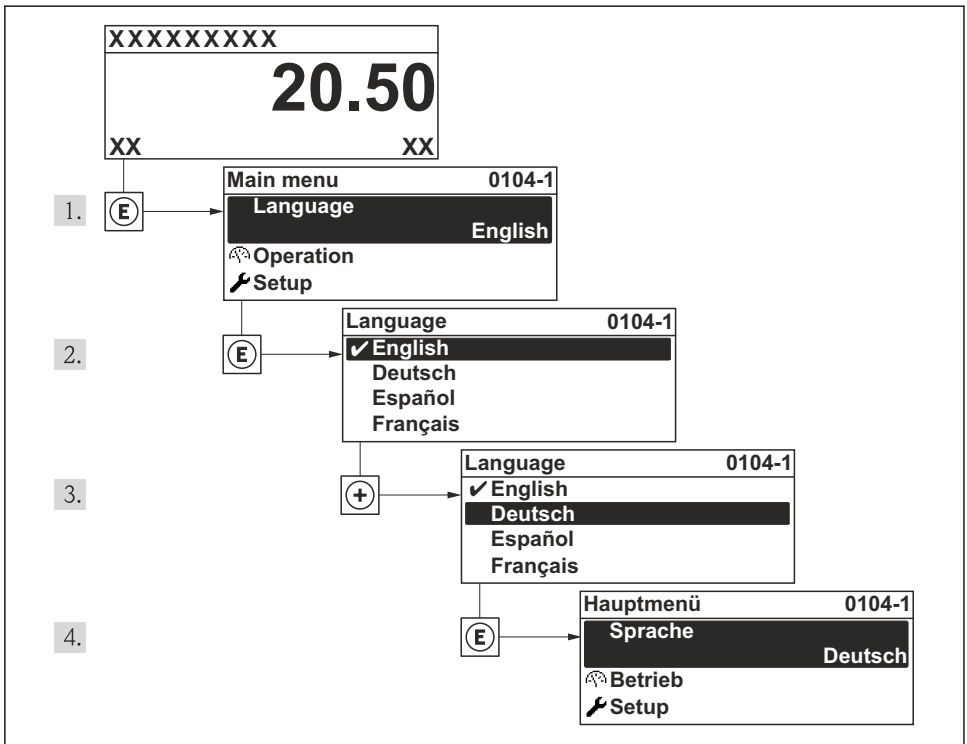 XXXXXXXXX
20.50
XX XX
1. E
Main menu 0104-1
Language
English
Operation
Setup
2. E
Language 0104-1
✔ English
Deutsch
Español
Français
3. +
Language 0104-1
✔ English
Deutsch
Español
Français
4. E
Hauptmenü 0104-1
Sprache
Deutsch
Betrieb
Setup